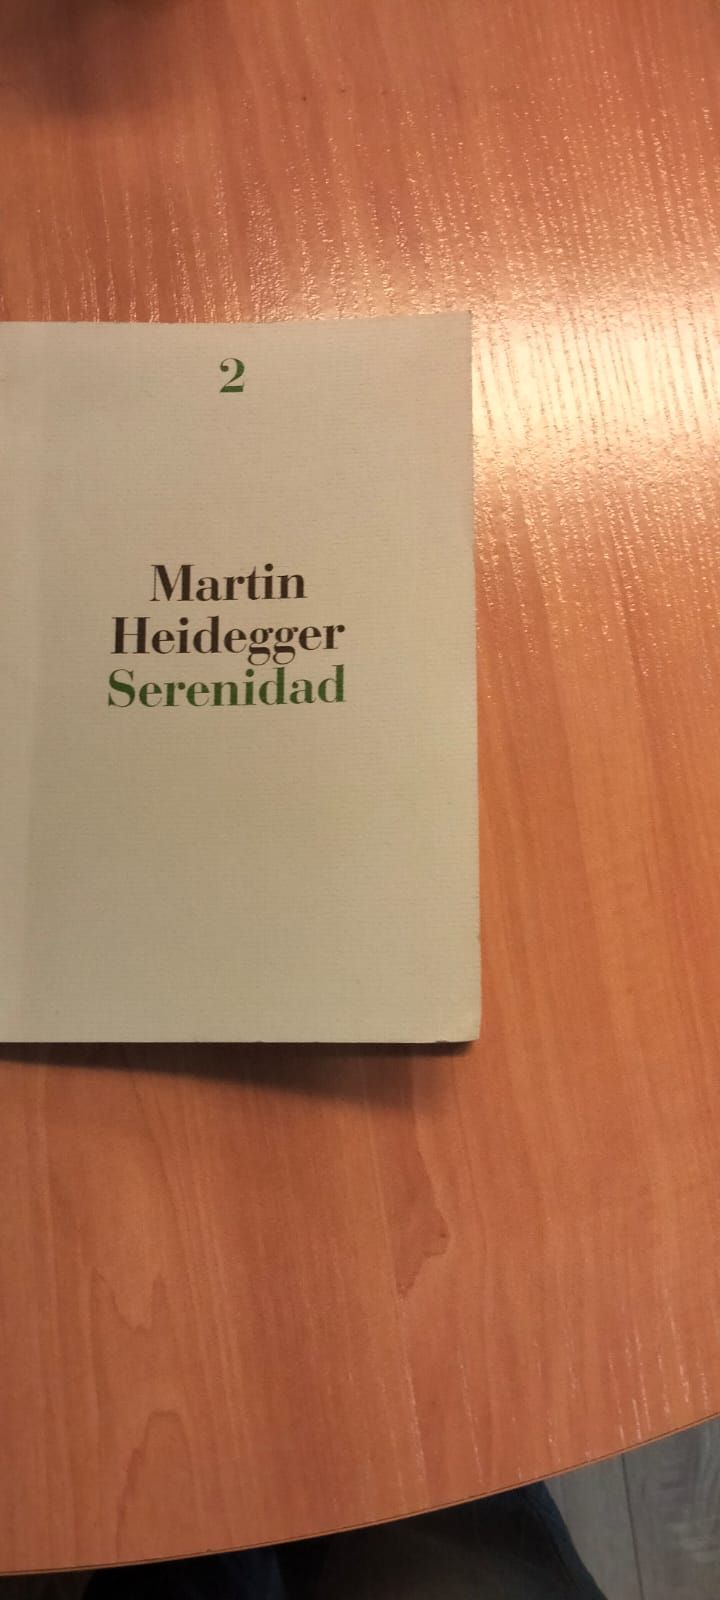 2
Martin
Heidegger
Serenidad